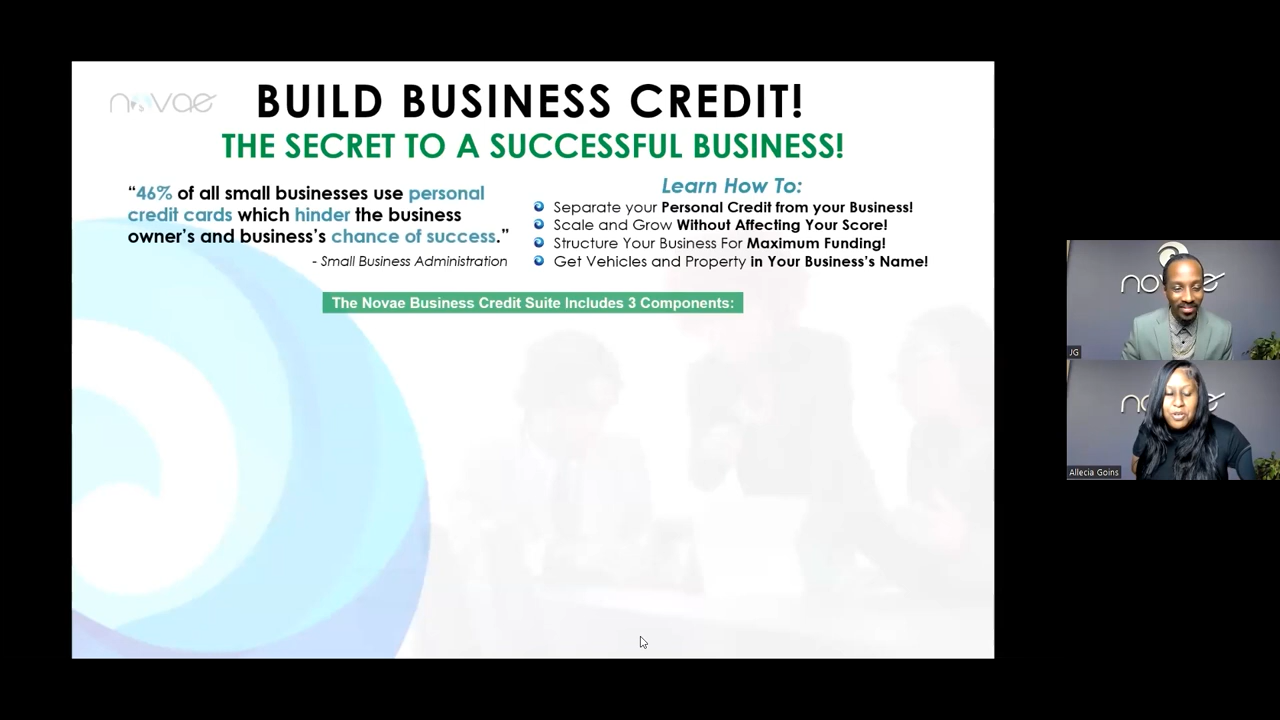 novae
BUILD BUSINESS CREDIT!
THE SECRET TO A SUCCESSFUL BUSINESS!
“46% of all small businesses use personal
credit cards which hinder the business
owner’s and business’s chance of success.”
- Small Business Administration
Learn How To:
Separate your Personal Credit from your Business!
Scale and Grow Without Affecting Your Score!
Structure Your Business For Maximum Funding!
Get Vehicles and Property in Your Business’s Name!
The Novae Business Credit Suite Includes 3 Components:
JG
Allecia Goins